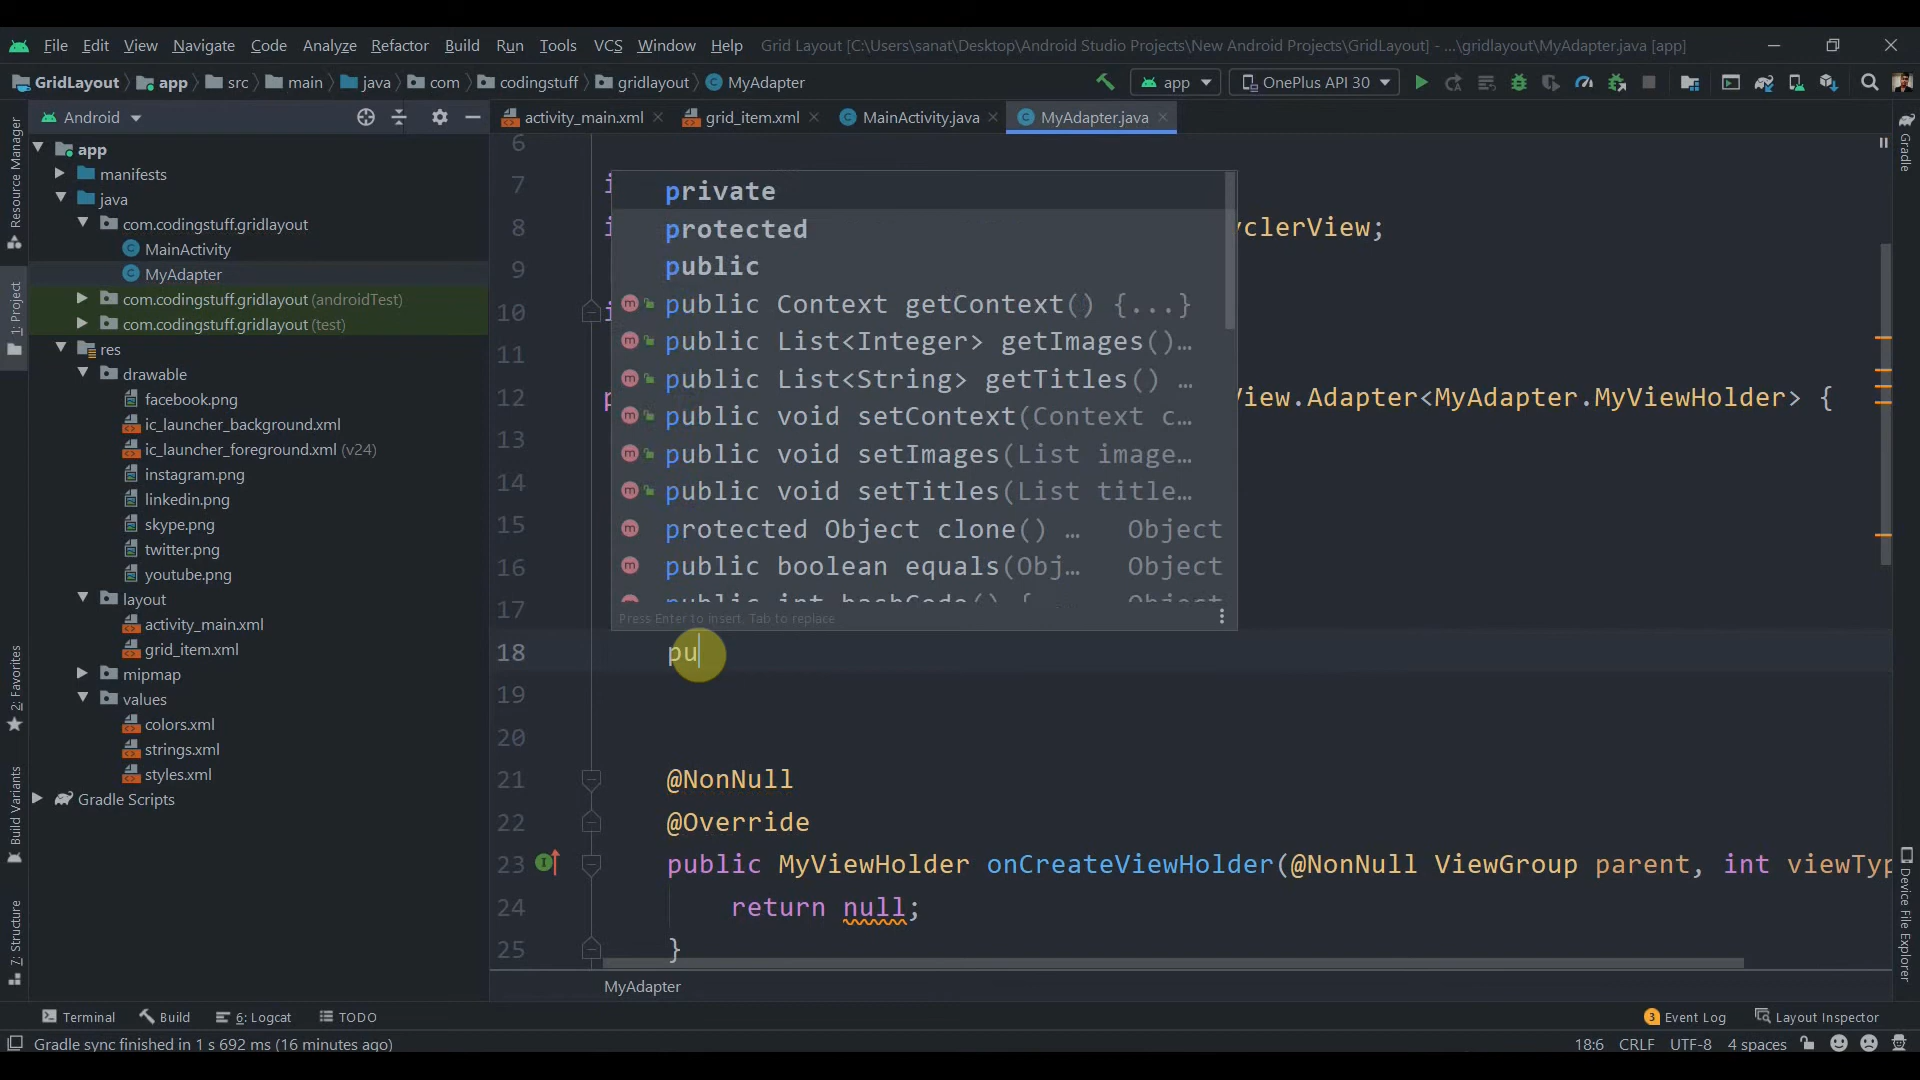 File Edit View Navigate Code Analyze Refactor Build Run Tools VCS Window Help Grid Layout [C:\Users\sanat\Desktop\Android Studio Projects\New Android Projects\GridLayout] - ...\gridlayout\MyAdapter.java [app]
GridLayout app src main java com codingstuff gridlayout MyAdapter app OnePlus API 30
Android activity_main.xml grid_item.xml MainActivity.java MyAdapter.java
Resource Manager
1: Project
2: Favorites
Build Variants
7: Structure
app
manifests
java
com.codingstuff.gridlayout
MainActivity
MyAdapter
com.codingstuff.gridlayout (androidTest)
com.codingstuff.gridlayout (test)
res
drawable
facebook.png
ic_launcher_background.xml
ic_launcher_foreground.xml (v24)
instagram.png
linkedin.png
skype.png
twitter.png
youtube.png
layout
activity_main.xml
grid_item.xml
mipmap
values
colors.xml
strings.xml
styles.xml
Gradle Scripts
6
7
8 clerView;
9
10
11
12 View.Adapter<MyAdapter.MyViewHolder> {
13
14
15
16
17
private
protected
public
public Context getContext() {...}
public List<Integer> getImages()...
public List<String> getTitles() ...
public void setContext(Context c...
public void setImages(List image...
public void setTitles(List title...
protected Object clone() ... Object
public boolean equals(Obj... Object
public int hashCode() { Object
Press Enter to insert, Tab to replace
18 pu
19
20
21 @NonNull
22 @Override
23 public MyViewHolder onCreateViewHolder(@NonNull ViewGroup parent, int viewTyp
24 return null;
25 }
MyAdapter
Gradle
Device File Explorer
Terminal Build 6: Logcat TODO 3 Event Log Layout Inspector
Gradle sync finished in 1 s 692 ms (16 minutes ago) 18:6 CRLF UTF-8 4 spaces